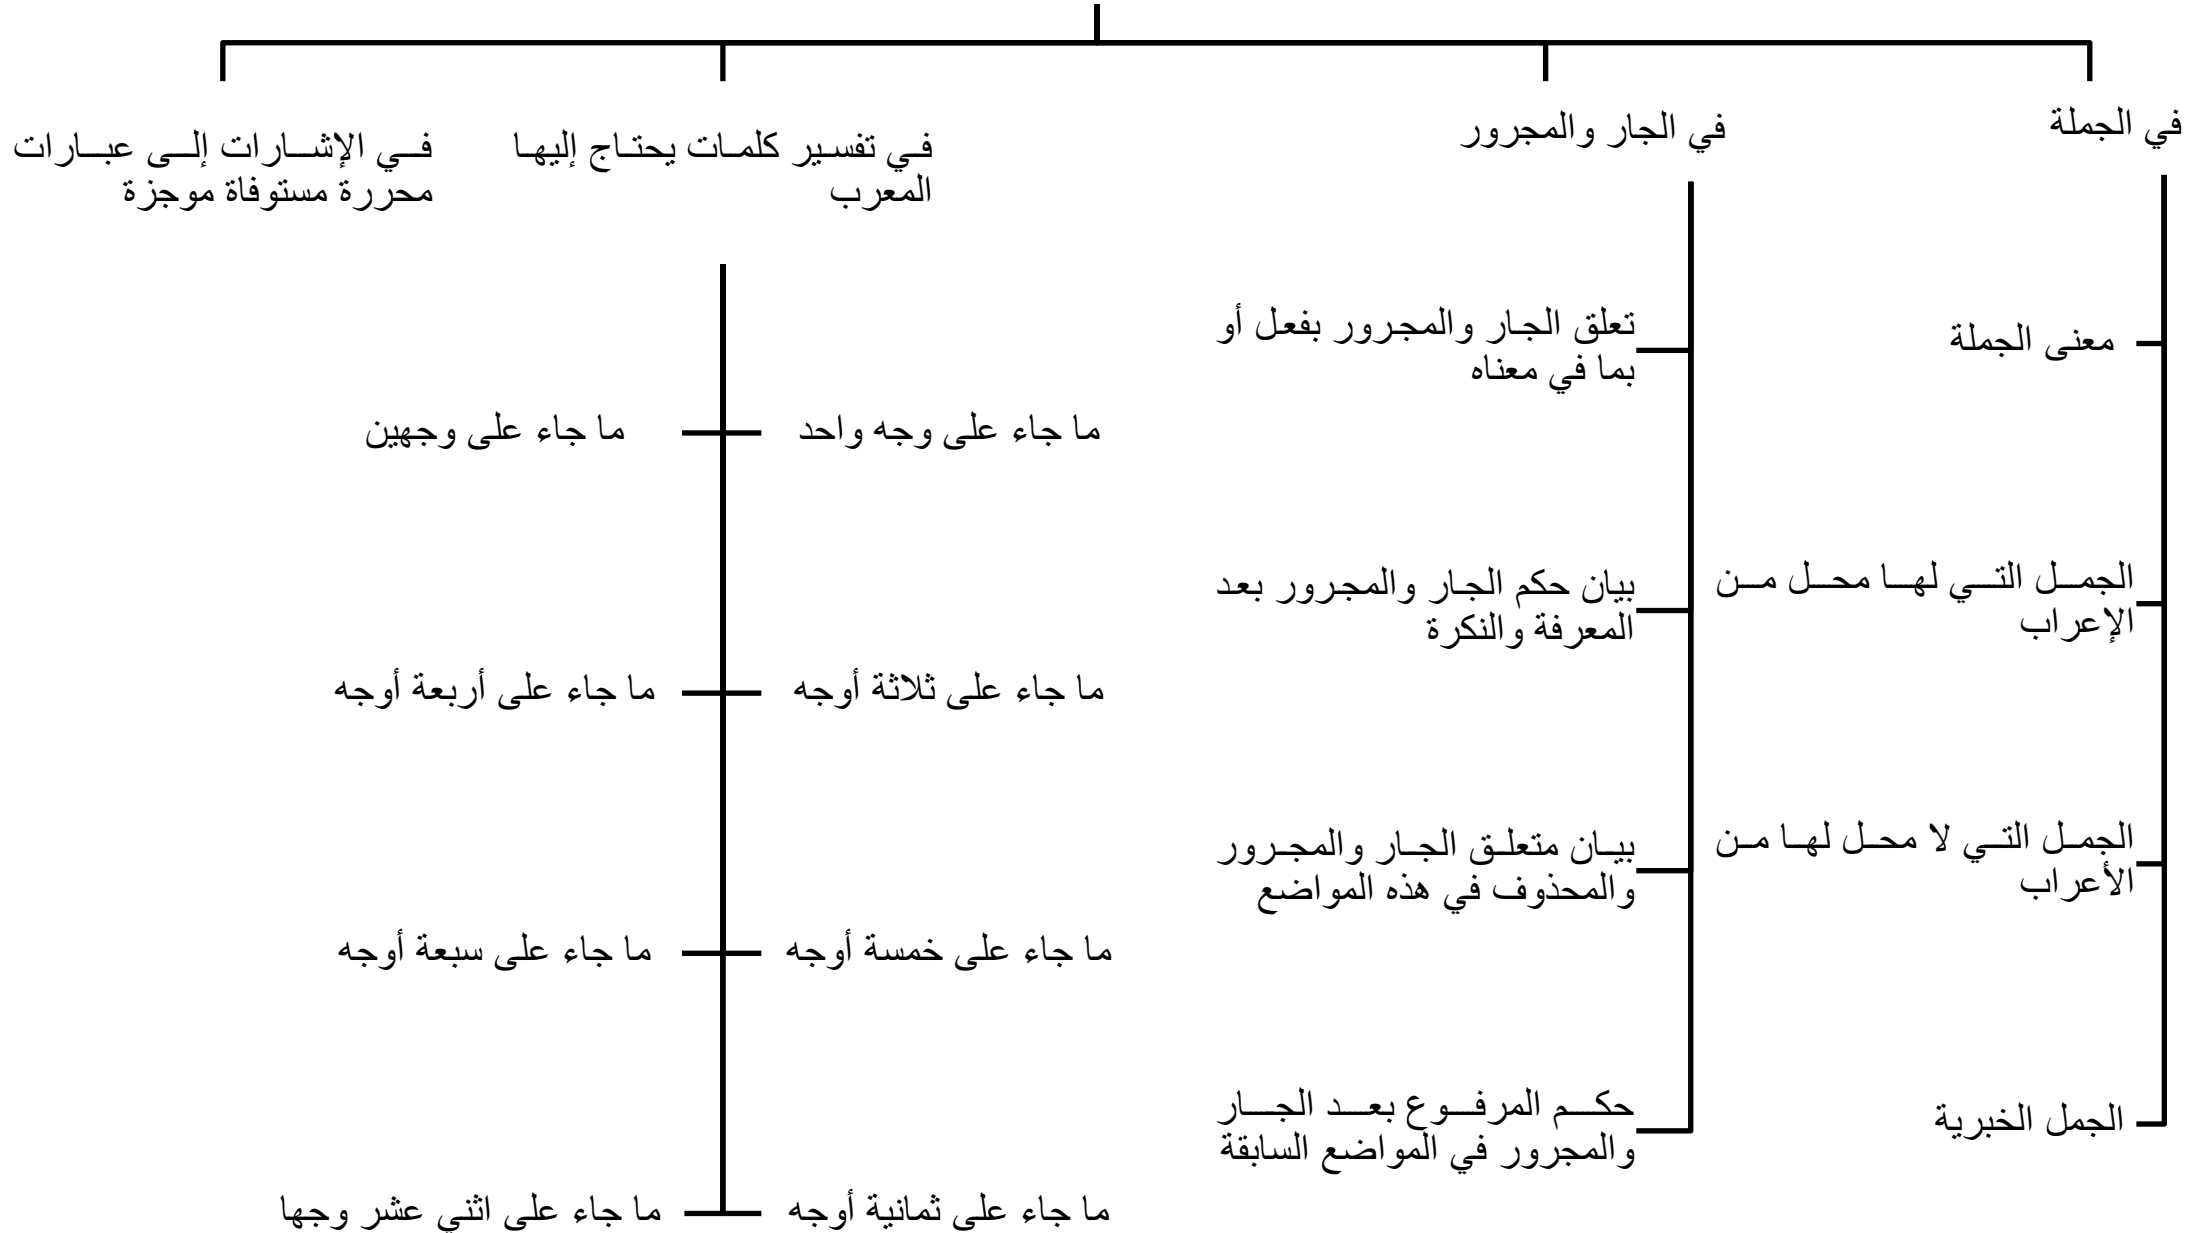 في الجملة
معنى الجملة
الجمل التي لها محل من
الإعراب
الجمل التي لا محل لها من
الأعراب
الجمل الخبرية
في الجار والمجرور
تعلق الجار والمجرور بفعل أو
بما في معناه
بيان حكم الجار والمجرور بعد
المعرفة والنكرة
بيان متعلق الجار والمجرور
والمحذوف في هذه المواضع
حكم المرفوع بعد الجار
والمجرور في المواضع السابقة
في تفسير كلمات يحتاج إليها
المعرب
ما جاء على وجه واحد
ما جاء على وجهين
ما جاء على ثلاثة أوجه
ما جاء على أربعة أوجه
ما جاء على خمسة أوجه
ما جاء على سبعة أوجه
ما جاء على ثمانية أوجه
ما جاء على اثني عشر وجها
في الإشارات إلى عبارات
محررة مستوفاة موجزة